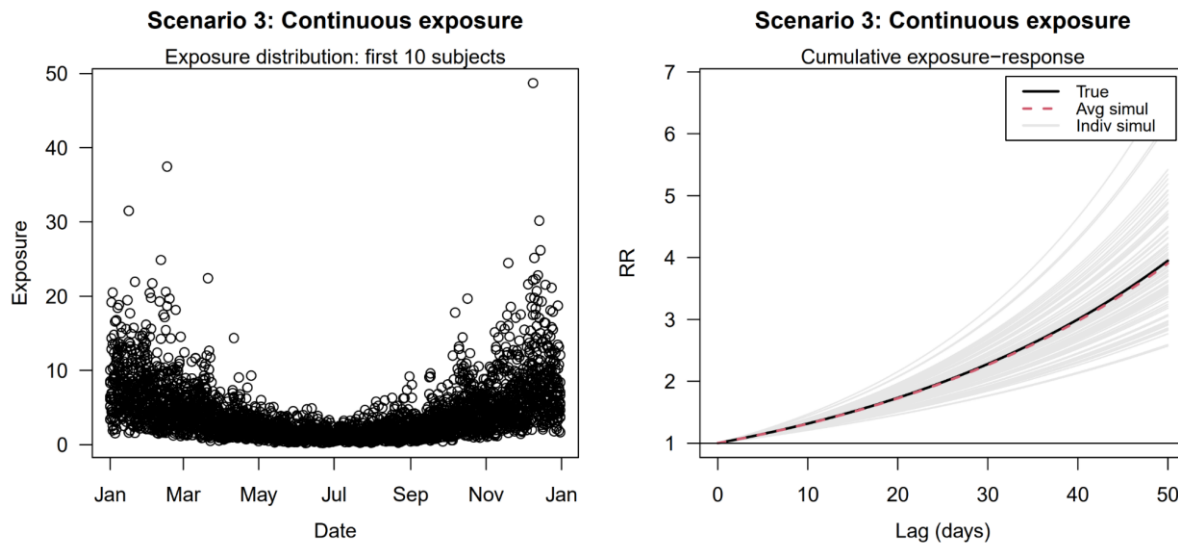 Scenario 3: Continuous exposure
Exposure distribution: first 10 subjects
50
40
30
20
10
0
Exposure
Jan Mar May Jul Sep Nov Jan
Date
Scenario 3: Continuous exposure
Cumulative exposure−response
True
Avg simul
Indiv simul
7
6
5
4
3
2
1
RR
0 10 20 30 40 50
Lag (days)